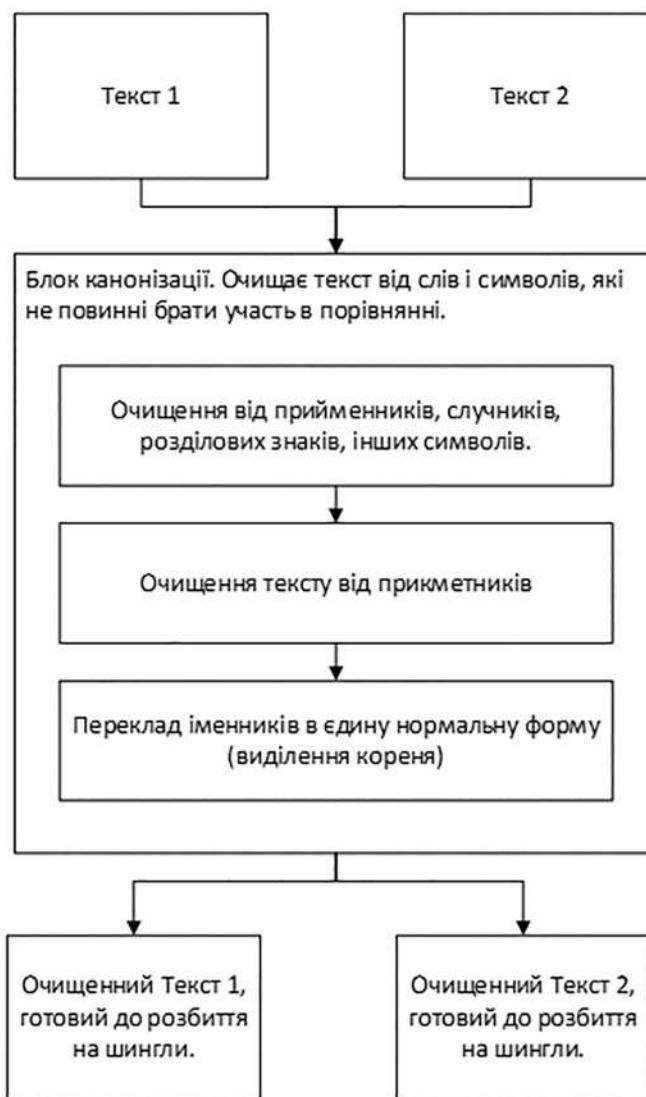 Текст 1
Текст 2
Блок канонізації. Очищає текст від слів і символів, які
не повинні брати участь в порівнянні.
Очищення від прийменників, случників,
розділових знаків, інших символів.
Очищення тексту від прикметників
Переклад іменників в єдину нормальну форму
(виділення кореня)
Очищенний Текст 1,
готовий до розбиття
на шингли.
Очищенний Текст 2,
готовий до розбиття
на шингли.